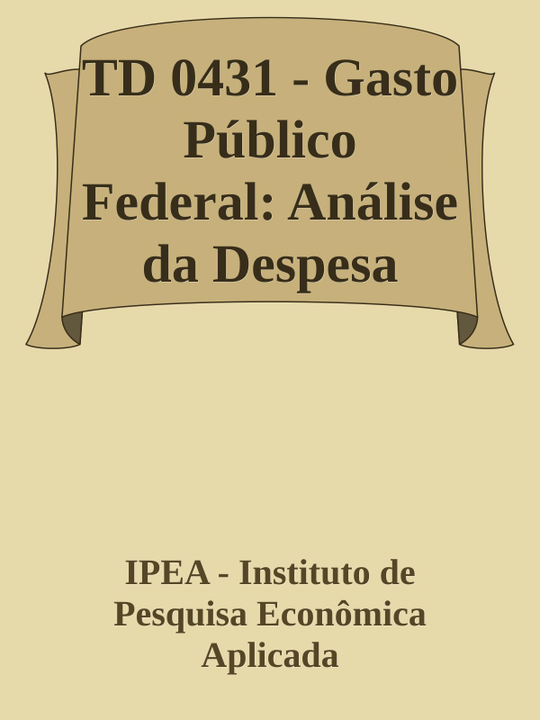 TD 0431 - Gasto
Público
Federal: Análise
da Despesa
IPEA - Instituto de
Pesquisa Econômica
Aplicada